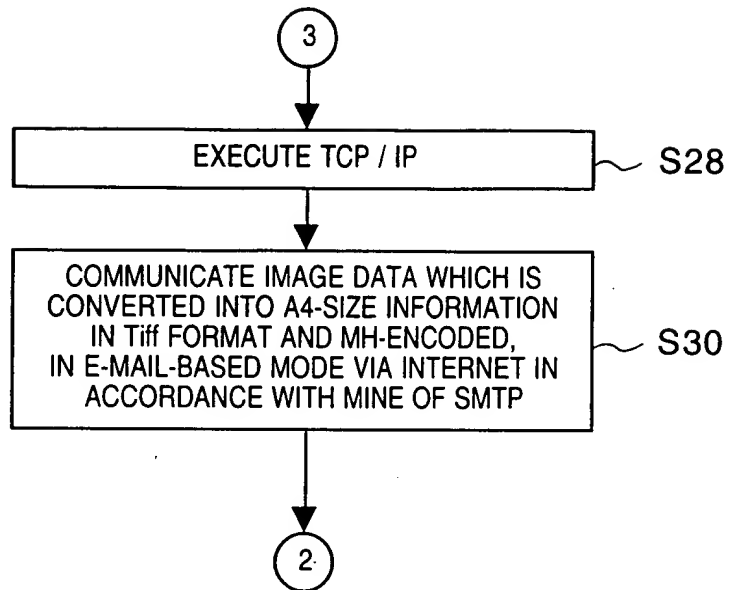 3
EXECUTE TCP / IP
S28
COMMUNICATE IMAGE DATA WHICH IS
CONVERTED INTO A4-SIZE INFORMATION
IN Tiff FORMAT AND MH-ENCODED,
IN E-MAIL-BASED MODE VIA INTERNET IN
ACCORDANCE WITH MINE OF SMTP
S30
2